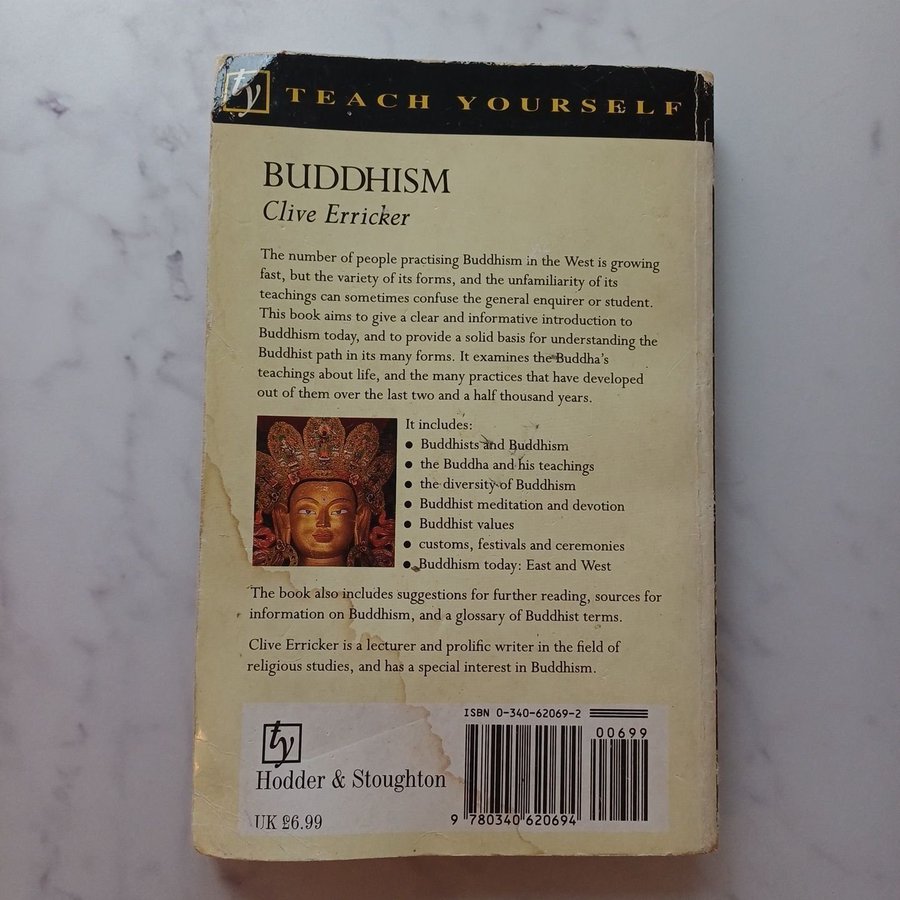 ty TEACH YOURSELF
BUDDHISM
Clive Erricker
The number of people practising Buddhism in the West is growing
fast, but the variety of its forms, and the unfamiliarity of its
teachings can sometimes confuse the general enquirer or student.
This book aims to give a clear and informative introduction to
Buddhism today, and to provide a solid basis for understanding the
Buddhist path in its many forms. It examines the Buddha's
teachings about life, and the many practices that have developed
out of them over the last two and a half thousand years.
It includes:
• Buddhists and Buddhism
• the Buddha and his teachings
• the diversity of Buddhism
• Buddhist meditation and devotion
• Buddhist values
• customs, festivals and ceremonies
• Buddhism today: East and West
The book also includes suggestions for further reading, sources for
information on Buddhism, and a glossary of Buddhist terms.
Clive Erricker is a lecturer and prolific writer in the field of
religious studies, and has a special interest in Buddhism.
ty
Hodder & Stoughton
UK £6.99
ISBN 0-340-62069-2
00699
9 780340 620694